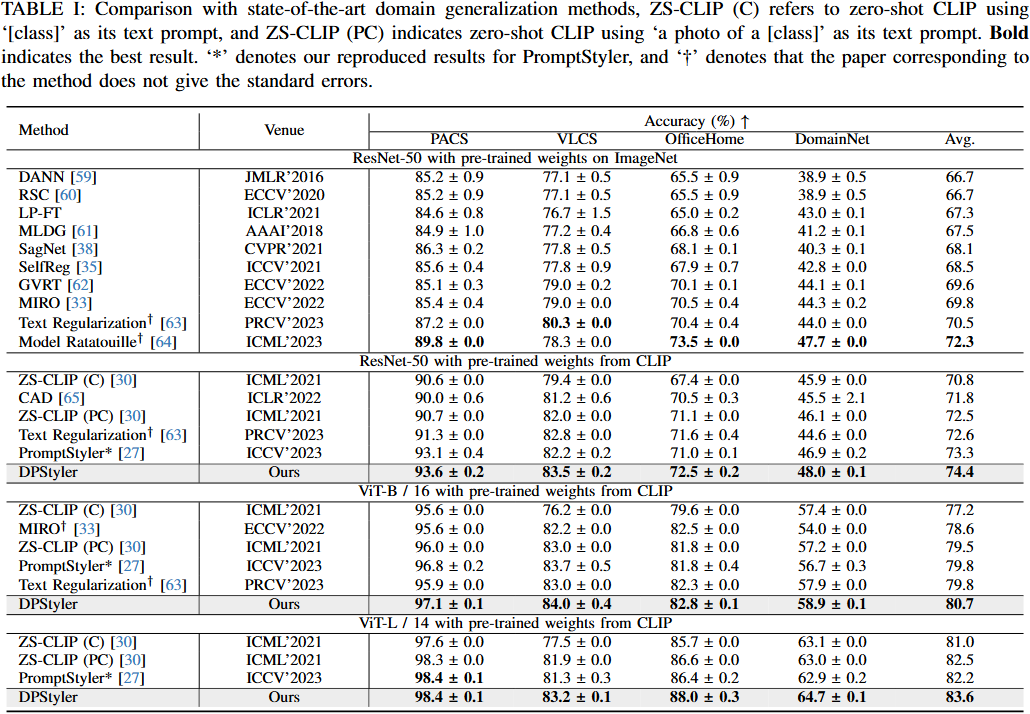 TABLE I: Comparison with state-of-the-art domain generalization methods, ZS-CLIP (C) refers to zero-shot CLIP using
‘[class]’ as its text prompt, and ZS-CLIP (PC) indicates zero-shot CLIP using ‘a photo of a [class]’ as its text prompt. Bold
indicates the best result. ‘*’ denotes our reproduced results for PromptStyler, and ‘†’ denotes that the paper corresponding to
the method does not give the standard errors.
Method Venue Accuracy (%) ↑
PACS VLCS OfficeHome DomainNet Avg.
ResNet-50 with pre-trained weights on ImageNet
DANN [59] JMLR’2016 85.2 ± 0.9 77.1 ± 0.5 65.5 ± 0.9 38.9 ± 0.5 66.7
RSC [60] ECCV’2020 85.2 ± 0.9 77.1 ± 0.5 65.5 ± 0.9 38.9 ± 0.5 66.7
LP-FT ICLR’2021 84.6 ± 0.8 76.7 ± 1.5 65.0 ± 0.2 43.0 ± 0.1 67.3
MLDG [61] AAAI’2018 84.9 ± 1.0 77.2 ± 0.4 66.8 ± 0.6 41.2 ± 0.1 67.5
SagNet [38] CVPR’2021 86.3 ± 0.2 77.8 ± 0.5 68.1 ± 0.1 40.3 ± 0.1 68.1
SelfReg [35] ICCV’2021 85.6 ± 0.4 77.8 ± 0.9 67.9 ± 0.7 42.8 ± 0.0 68.5
GVRT [62] ECCV’2022 85.1 ± 0.3 79.0 ± 0.2 70.1 ± 0.1 44.1 ± 0.1 69.6
MIRO [33] ECCV’2022 85.4 ± 0.4 79.0 ± 0.0 70.5 ± 0.4 44.3 ± 0.2 69.8
Text Regularization† [63] PRCV’2023 87.2 ± 0.0 80.3 ± 0.0 70.4 ± 0.4 44.0 ± 0.1 70.5
Model Ratatouille† [64] ICML’2023 89.8 ± 0.0 78.3 ± 0.0 73.5 ± 0.0 47.7 ± 0.0 72.3
ResNet-50 with pre-trained weights from CLIP
ZS-CLIP (C) [30] ICML’2021 90.6 ± 0.0 79.4 ± 0.0 67.4 ± 0.0 45.9 ± 0.0 70.8
CAD [65] ICLR’2022 90.0 ± 0.6 81.2 ± 0.6 70.5 ± 0.3 45.5 ± 2.1 71.8
ZS-CLIP (PC) [30] ICML’2021 90.7 ± 0.0 82.0 ± 0.0 71.1 ± 0.0 46.1 ± 0.0 72.5
Text Regularization† [63] PRCV’2023 91.3 ± 0.0 82.8 ± 0.0 71.6 ± 0.4 44.6 ± 0.0 72.6
PromptStyler* [27] ICCV’2023 93.1 ± 0.4 82.2 ± 0.2 71.0 ± 0.1 46.9 ± 0.2 73.3
DPStyler Ours 93.6 ± 0.2 83.5 ± 0.2 72.5 ± 0.2 48.0 ± 0.1 74.4
ViT-B / 16 with pre-trained weights from CLIP
ZS-CLIP (C) [30] ICML’2021 95.6 ± 0.0 76.2 ± 0.0 79.6 ± 0.0 57.4 ± 0.0 77.2
MIRO† [33] ECCV’2022 95.6 ± 0.0 82.2 ± 0.0 82.5 ± 0.0 54.0 ± 0.0 78.6
ZS-CLIP (PC) [30] ICML’2021 96.0 ± 0.0 83.0 ± 0.0 81.8 ± 0.0 57.2 ± 0.0 79.5
PromptStyler* [27] ICCV’2023 96.8 ± 0.2 83.7 ± 0.5 81.8 ± 0.4 56.7 ± 0.3 79.8
Text Regularization† [63] PRCV’2023 95.9 ± 0.0 83.0 ± 0.0 82.3 ± 0.0 57.9 ± 0.0 79.8
DPStyler Ours 97.1 ± 0.1 84.0 ± 0.4 82.8 ± 0.1 58.9 ± 0.1 80.7
ViT-L / 14 with pre-trained weights from CLIP
ZS-CLIP (C) [30] ICML’2021 97.6 ± 0.0 77.5 ± 0.0 85.7 ± 0.0 63.1 ± 0.0 81.0
ZS-CLIP (PC) [30] ICML’2021 98.3 ± 0.0 81.9 ± 0.0 86.6 ± 0.0 63.0 ± 0.0 82.5
PromptStyler* [27] ICCV’2023 98.4 ± 0.1 81.3 ± 0.3 86.4 ± 0.2 62.9 ± 0.2 82.2
DPStyler Ours 98.4 ± 0.1 83.2 ± 0.1 88.0 ± 0.3 64.7 ± 0.1 83.6